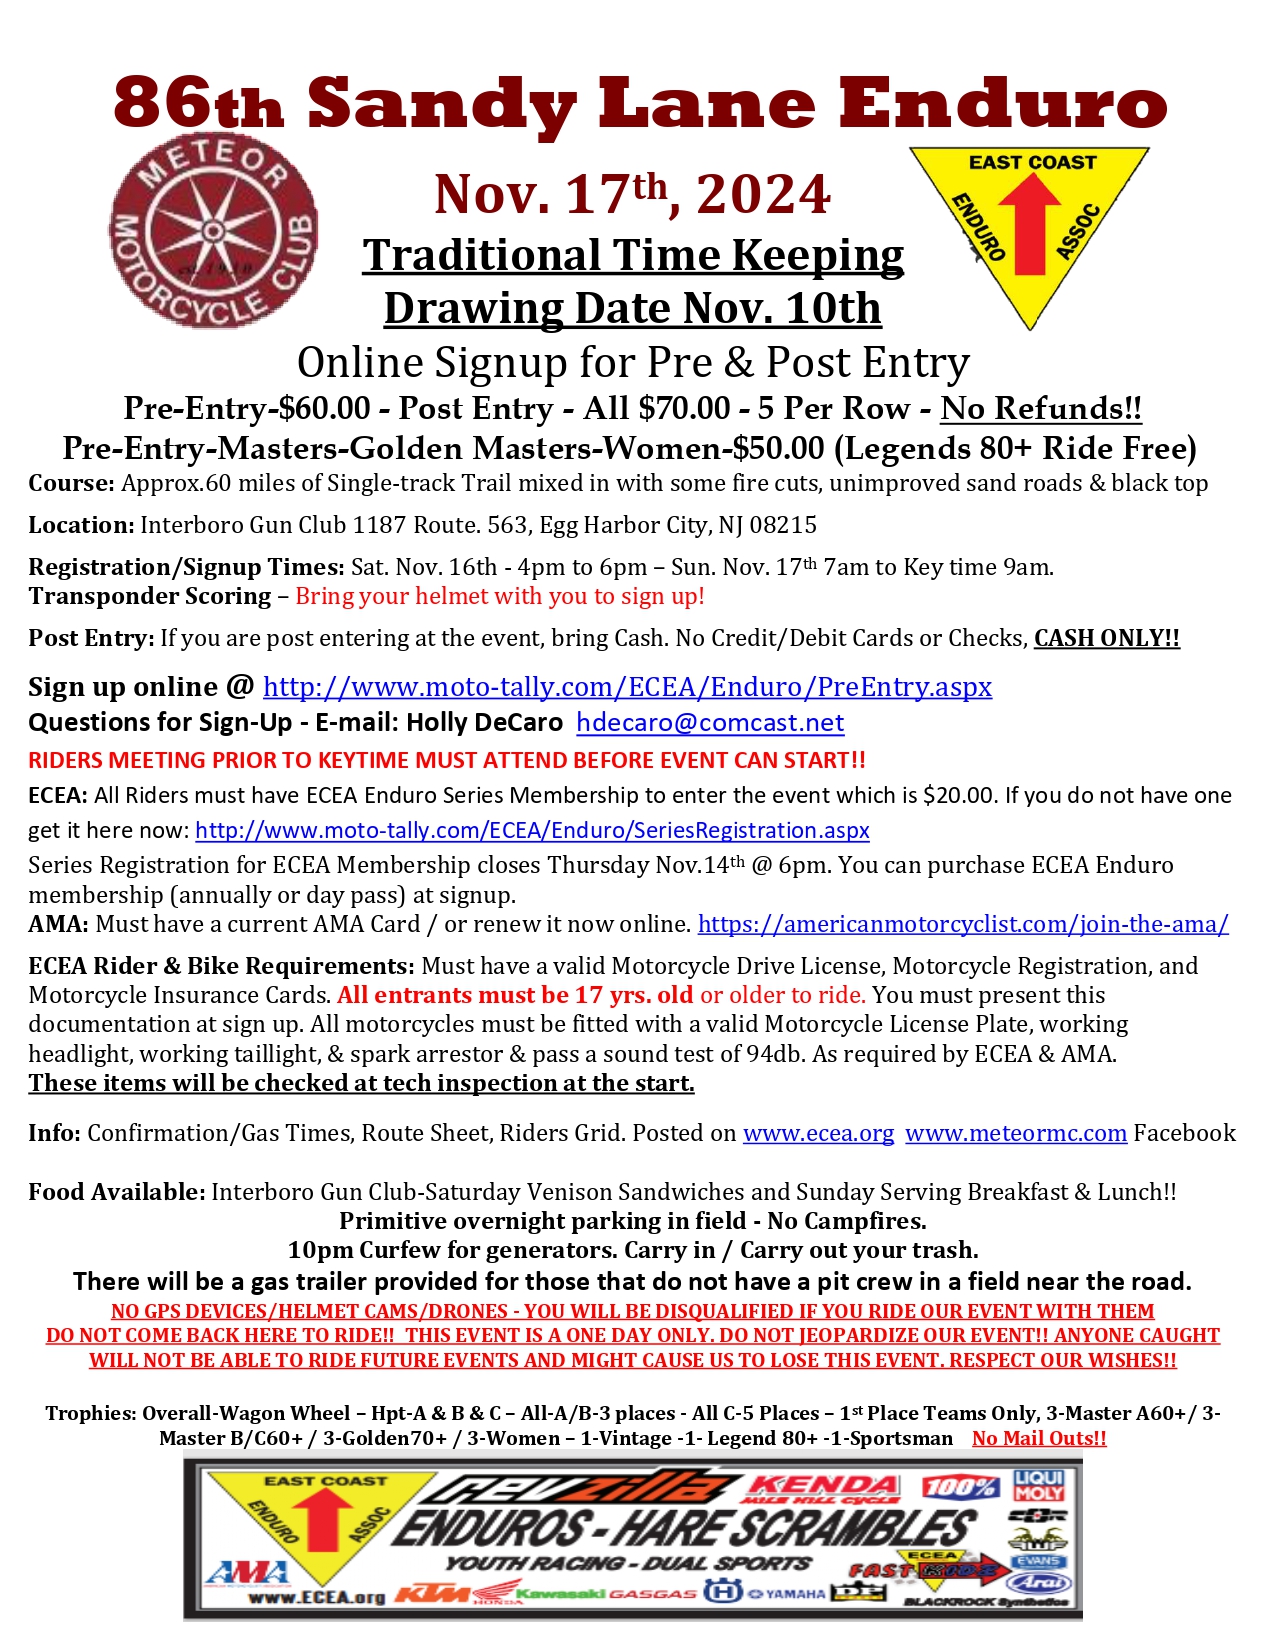 86th Sandy Lane Enduro
METEOR MOTORCYCLE CLUB
est. 1910
EAST COAST
ENDURO
ASSOC
Nov. 17th, 2024
Traditional Time Keeping
Drawing Date Nov. 10th
Online Signup for Pre & Post Entry
Pre-Entry-$60.00 - Post Entry - All $70.00 - 5 Per Row - No Refunds!!
Pre-Entry-Masters-Golden Masters-Women-$50.00 (Legends 80+ Ride Free)
Course: Approx.60 miles of Single-track Trail mixed in with some fire cuts, unimproved sand roads & black top
Location: Interboro Gun Club 1187 Route. 563, Egg Harbor City, NJ 08215
Registration/Signup Times: Sat. Nov. 16th - 4pm to 6pm – Sun. Nov. 17th 7am to Key time 9am.
Transponder Scoring – Bring your helmet with you to sign up!
Post Entry: If you are post entering at the event, bring Cash. No Credit/Debit Cards or Checks, CASH ONLY!!
Sign up online @ http://www.moto-tally.com/ECEA/Enduro/PreEntry.aspx
Questions for Sign-Up - E-mail: Holly DeCaro hdecaro@comcast.net
RIDERS MEETING PRIOR TO KEYTIME MUST ATTEND BEFORE EVENT CAN START!!
ECEA: All Riders must have ECEA Enduro Series Membership to enter the event which is $20.00. If you do not have one
get it here now: http://www.moto-tally.com/ECEA/Enduro/SeriesRegistration.aspx
Series Registration for ECEA Membership closes Thursday Nov.14th @ 6pm. You can purchase ECEA Enduro
membership (annually or day pass) at signup.
AMA: Must have a current AMA Card / or renew it now online. https://americanmotorcyclist.com/join-the-ama/
ECEA Rider & Bike Requirements: Must have a valid Motorcycle Drive License, Motorcycle Registration, and
Motorcycle Insurance Cards. All entrants must be 17 yrs. old or older to ride. You must present this
documentation at sign up. All motorcycles must be fitted with a valid Motorcycle License Plate, working
headlight, working taillight, & spark arrestor & pass a sound test of 94db. As required by ECEA & AMA.
These items will be checked at tech inspection at the start.
Info: Confirmation/Gas Times, Route Sheet, Riders Grid. Posted on www.ecea.org www.meteormc.com Facebook
Food Available: Interboro Gun Club-Saturday Venison Sandwiches and Sunday Serving Breakfast & Lunch!!
Primitive overnight parking in field - No Campfires.
10pm Curfew for generators. Carry in / Carry out your trash.
There will be a gas trailer provided for those that do not have a pit crew in a field near the road.
NO GPS DEVICES/HELMET CAMS/DRONES - YOU WILL BE DISQUALIFIED IF YOU RIDE OUR EVENT WITH THEM
DO NOT COME BACK HERE TO RIDE!! THIS EVENT IS A ONE DAY ONLY. DO NOT JEOPARDIZE OUR EVENT!! ANYONE CAUGHT
WILL NOT BE ABLE TO RIDE FUTURE EVENTS AND MIGHT CAUSE US TO LOSE THIS EVENT. RESPECT OUR WISHES!!
Trophies: Overall-Wagon Wheel – Hpt-A & B & C – All-A/B-3 places - All C-5 Places – 1st Place Teams Only, 3-Master A60+/ 3-
Master B/C60+ / 3-Golden70+ / 3-Women – 1-Vintage -1- Legend 80+ -1-Sportsman No Mail Outs!!
EAST COAST
ENDURO
ASSOC
AMA
www.ECEA.org
revzilla
KENDA
MILE HILL CYCLE
100%
LIQUI
MOLY
ENDUROS - HARE SCRAMBLES
YOUTH RACING - DUAL SPORTS
ECEA
FAST KIDZ
EVANS
Arai
KTM
HONDA
Kawasaki
GASGAS
YAMAHA
BLACKROCK Synthetics